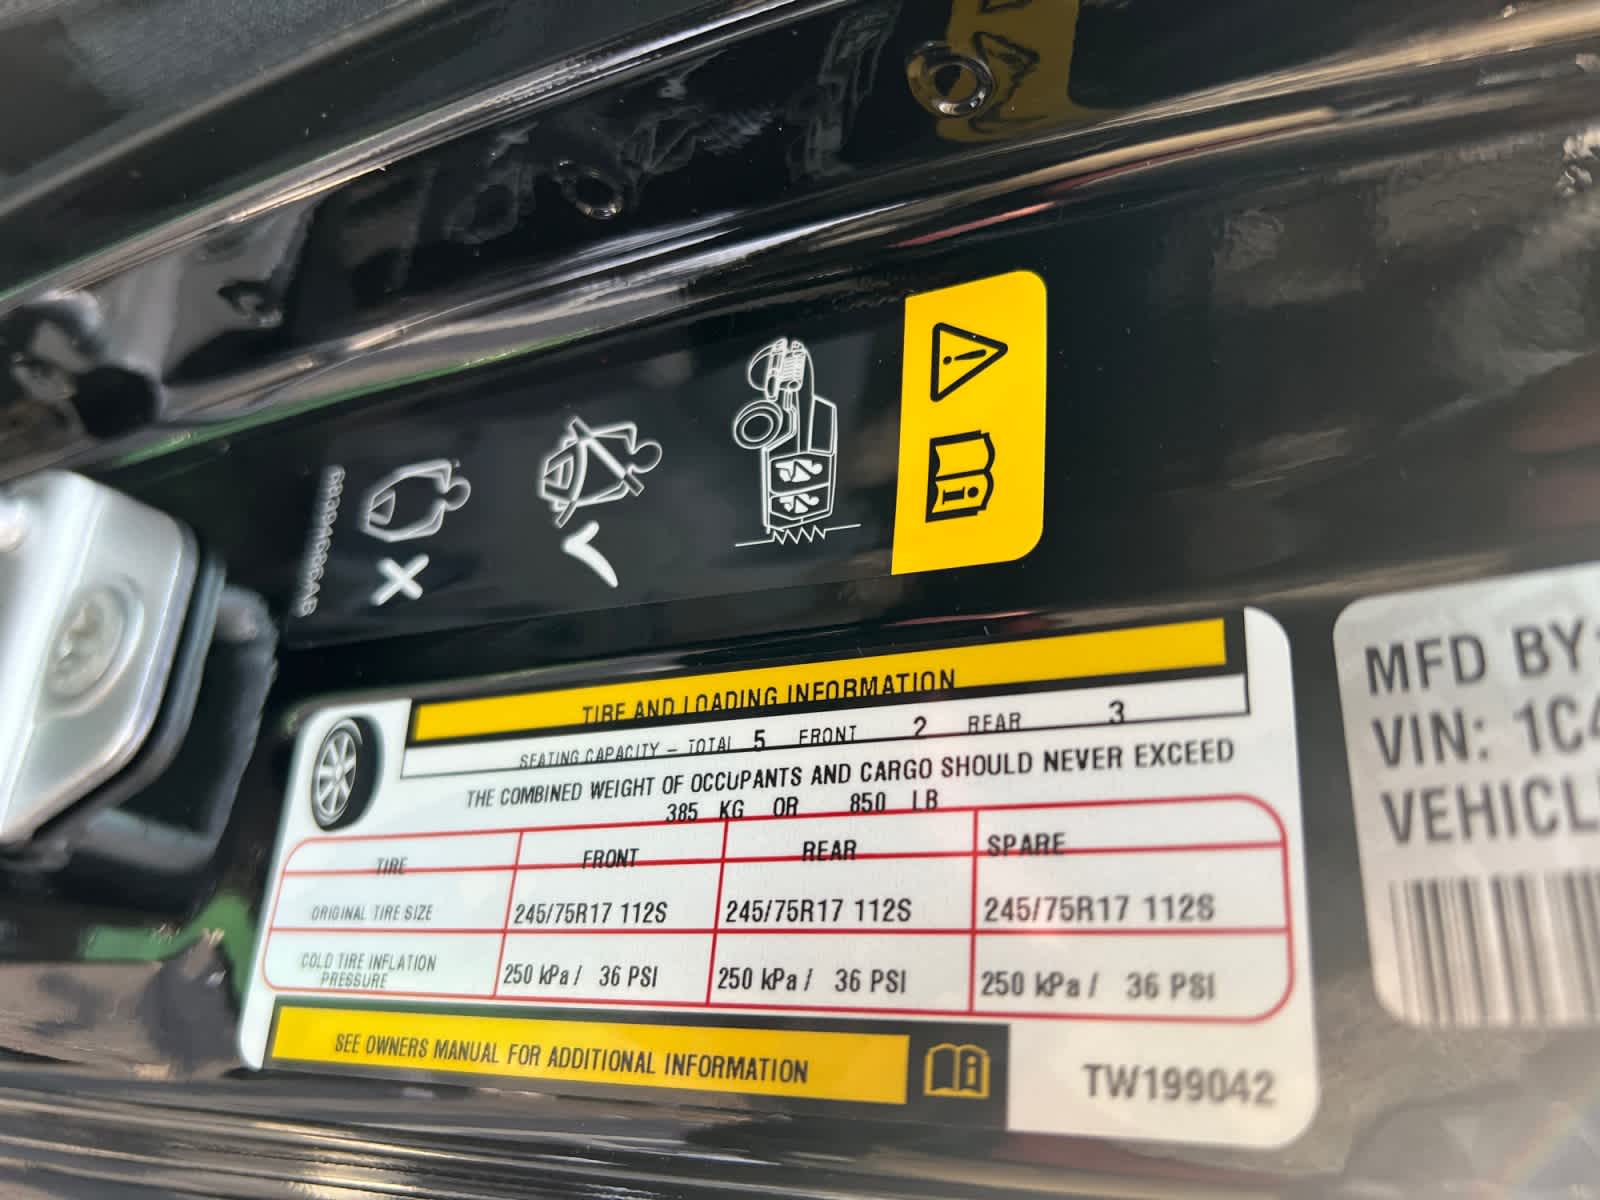 TIRE AND LOADING INFORMATION
SEATING CAPACITY – TOTAL 5 FRONT 2 REAR 3
THE COMBINED WEIGHT OF OCCUPANTS AND CARGO SHOULD NEVER EXCEED
385 KG OR 850 LB
TIRE FRONT REAR SPARE
ORIGINAL TIRE SIZE 245/75R17 112S 245/75R17 112S 245/75R17 112S
COLD TIRE INFLATION
PRESSURE 250 kPa / 36 PSI 250 kPa / 36 PSI 250 kPa / 36 PSI
SEE OWNERS MANUAL FOR ADDITIONAL INFORMATION
TW199042
MFD BY:
VIN: 1C4
VEHICL